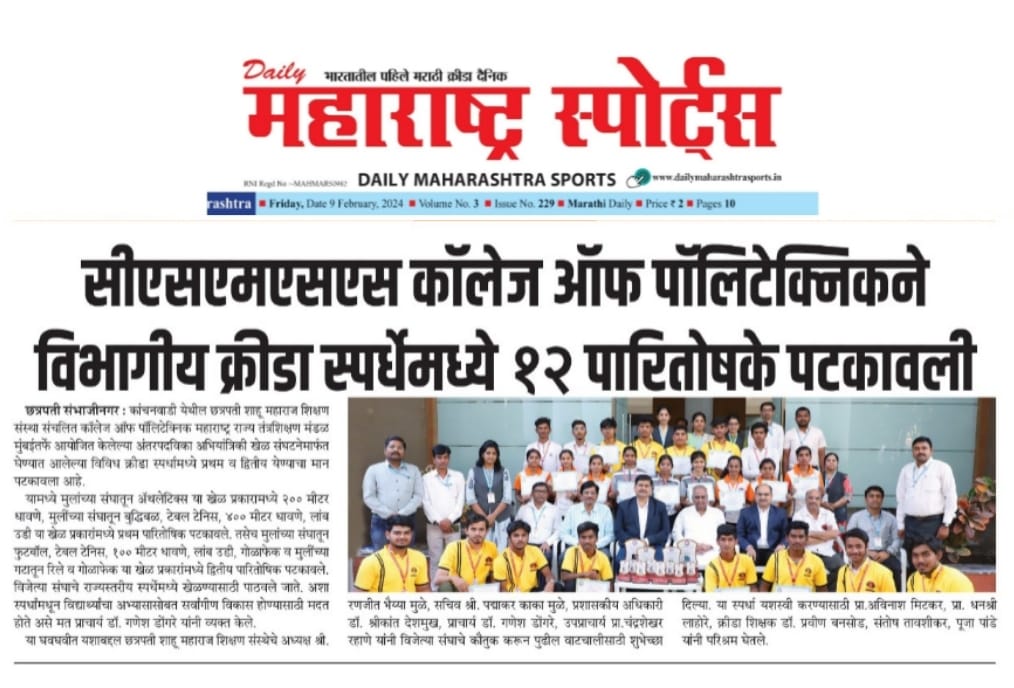 Daily
भारतातील पहिले मराठी क्रीडा दैनिक
महाराष्ट्र स्पोर्ट्स
RNI Regd No :-MAHMAR50982 DAILY MAHARASHTRA SPORTS www.dailymaharashtrasports.in
rashtra ■ Friday, Date 9 February, 2024 ■ Volume No. 3 ■ Issue No. 229 ■ Marathi Daily ■ Price ₹ 2 ■ Pages 10
सीएसएमएसएस कॉलेज ऑफ पॉलिटेक्निकने
विभागीय क्रीडा स्पर्धेमध्ये १२ पारितोषके पटकावली
छत्रपती संभाजीनगर : कांचनवाडी येथील छत्रपती शाहू महाराज शिक्षण
संस्था संचलित कॉलेज ऑफ पॉलिटेक्निक महाराष्ट्र राज्य तंत्रशिक्षण मंडळ
मुंबईतर्फे आयोजित केलेल्या अंतरपदविका अभियांत्रिकी खेळ संघटनेमार्फत
घेण्यात आलेल्या विविध क्रीडा स्पर्धामध्ये प्रथम व द्वितीय येण्याचा मान
पटकावला आहे.
यामध्ये मुलांच्या संघातून ॲथलेटिक्स या खेळ प्रकारामध्ये २०० मीटर
धावणे, मुलींच्या संघातून बुद्धिबळ, टेबल टेनिस, ४०० मीटर धावणे, लांब
उडी या खेळ प्रकारांमध्ये प्रथम पारितोषिक पटकावले. तसेच मुलांच्या संघातून
फुटबॉल, टेबल टेनिस, १०० मीटर धावणे, लांब उडी, गोळाफेक व मुलींच्या
गटातून रिले व गोळाफेक या खेळ प्रकारांमध्ये द्वितीय पारितोषिक पटकावले.
विजेत्या संघाचे राज्यस्तरीय स्पर्धेमध्ये खेळण्यासाठी पाठवले जाते. अशा
स्पर्धांमधून विद्यार्थ्यांचा अभ्यासासोबत सर्वांगीण विकास होण्यासाठी मदत
होते असे मत प्राचार्य डॉ. गणेश डोंगरे यांनी व्यक्त केले.
या घवघवीत यशाबद्दल छत्रपती शाहू महाराज शिक्षण संस्थेचे अध्यक्ष श्री.
रणजीत भैय्या मुळे, सचिव श्री. पद्माकर काका मुळे, प्रशासकीय अधिकारी
डॉ. श्रीकांत देशमुख, प्राचार्य डॉ. गणेश डोंगरे, उपप्राचार्य प्रा.चंद्रशेखर
रहाणे यांनी विजेत्या संघाचे कौतुक करून पुढील वाटचालीसाठी शुभेच्छा
दिल्या. या स्पर्धा यशस्वी करण्यासाठी प्रा.अविनाश मिटकर, प्रा. धनश्री
लाहोरे, क्रीडा शिक्षक डॉ. प्रवीण बनसोड, संतोष तावशीकर, पूजा पांडे
यांनी परिश्रम घेतले.